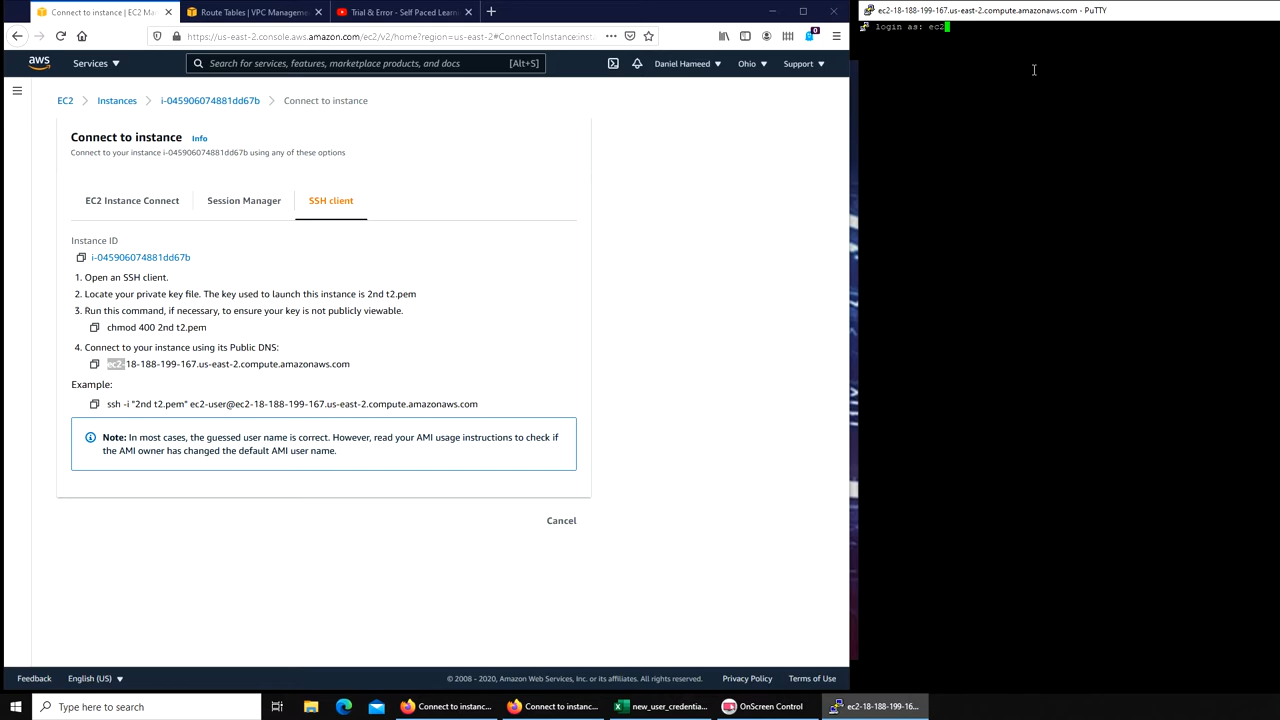 Connect to instance | EC2 Ma
Route Tables | VPC Managemen
Trial & Error - Self Paced Learni
ec2-18-188-199-167.us-east-2.compute.amazonaws.com - PuTTY
login as: ec2
https://us-east-2.console.aws.amazon.com/ec2/v2/home?region=us-east-2#ConnectToInstance:inst
0
aws
Services
Search for services, features, marketplace products, and docs
[Alt+S]
Daniel Hameed
Ohio
Support
EC2
Instances
i-045906074881dd67b
Connect to instance
Connect to instance
Info
Connect to your instance i-045906074881dd67b using any of these options
EC2 Instance Connect
Session Manager
SSH client
Instance ID
i-045906074881dd67b
1. Open an SSH client.
2. Locate your private key file. The key used to launch this instance is 2nd t2.pem
3. Run this command, if necessary, to ensure your key is not publicly viewable.
chmod 400 2nd t2.pem
4. Connect to your instance using its Public DNS:
ec2-18-188-199-167.us-east-2.compute.amazonaws.com
Example:
ssh -i "2nd t2.pem" ec2-user@ec2-18-188-199-167.us-east-2.compute.amazonaws.com
Note: In most cases, the guessed user name is correct. However, read your AMI usage instructions to check if
the AMI owner has changed the default AMI user name.
Cancel
Feedback
English (US)
© 2008 - 2020, Amazon Web Services, Inc. or its affiliates. All rights reserved.
Privacy Policy
Terms of Use
Type here to search
Connect to instanc...
Connect to instanc...
new_user_credentia...
OnScreen Control
ec2-18-188-199-16...